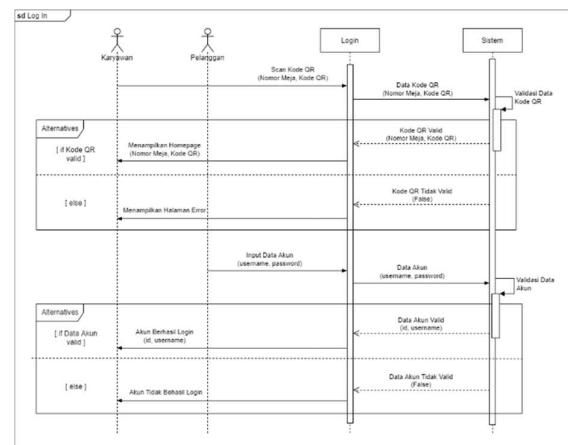 sd Log In
Karyawan
Pelanggan
Login
Sistem
Scan Kode QR
(Nomor Meja, Kode QR)
Data Kode QR
(Nomor Meja, Kode QR)
Validasi Data
Kode QR
Alternatives
[ if Kode QR
valid ]
Menampilkan Homepage
(Nomor Meja, Kode QR)
Kode QR Valid
(Nomor Meja, Kode QR)
[ else ]
Menampilkan Halaman Error
Kode QR Tidak Valid
(False)
Input Data Akun
(username, password)
Data Akun
(username, password)
Validasi Data
Akun
Alternatives
[ if Data Akun
valid ]
Akun Berhasil Login
(id, username)
Data Akun Valid
(id, username)
[ else ]
Akun Tidak Behasil Login
Data Akun Tidak Valid
(False)